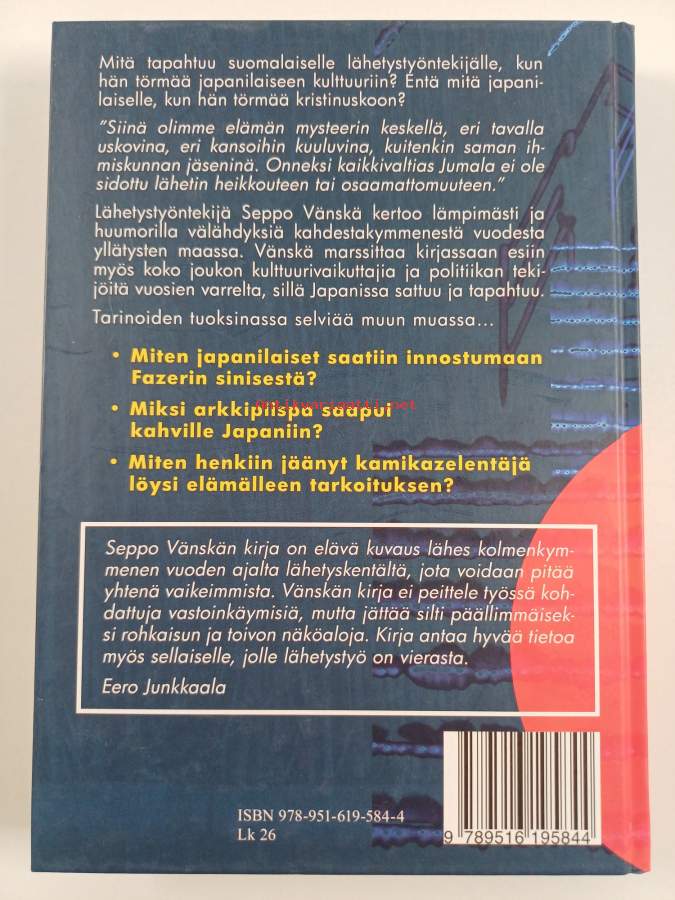 Mitä tapahtuu suomalaiselle lähetystyöntekijälle, kun
hän törmää japanilaiseen kulttuuriin? Entä mitä japani-
laiselle, kun hän törmää kristinuskoon?
"Siinä olimme elämän mysteerin keskellä, eri tavalla
uskovina, eri kansoihin kuuluvina, kuitenkin saman ih-
miskunnan jäseninä. Onneksi kaikkivaltias Jumala ei ole
sidottu lähetin heikkouteen tai osaamattomuuteen."
Lähetystyöntekijä Seppo Vänskä kertoo lämpimästi ja
huumorilla välähdyksiä kahdestakymmenestä vuodesta
yllätysten maassa. Vänskä marssittaa kirjassaan esiin
myös koko joukon kulttuurivaikuttajia ja politiikan teki-
jöitä vuosien varrelta, sillä Japanissa sattuu ja tapahtuu.
Tarinoiden tuoksinassa selviää muun muassa...
• Miten japanilaiset saatiin innostumaan
Fazerin sinisestä?
Antikvariaatti.net
• Miksi arkkipiispa saapui
kahville Japaniin?
• Miten henkiin jäänyt kamikazelentäjä
löysi elämälleen tarkoituksen?
Seppo Vänskän kirja on elävä kuvaus lähes kolmenkym-
menen vuoden ajalta lähetyskentältä, jota voidaan pitää
yhtenä vaikeimmista. Vänskän kirja ei peittele työssä koh-
dattuja vastoinkäymisiä, mutta jättää silti päällimmäisek-
si rohkaisun ja toivon näköaloja. Kirja antaa hyvää tietoa
myös sellaiselle, jolle lähetystyö on vierasta.
Eero Junkkaala
ISBN 978-951-619-584-4
Lk 26
9 789516 195844